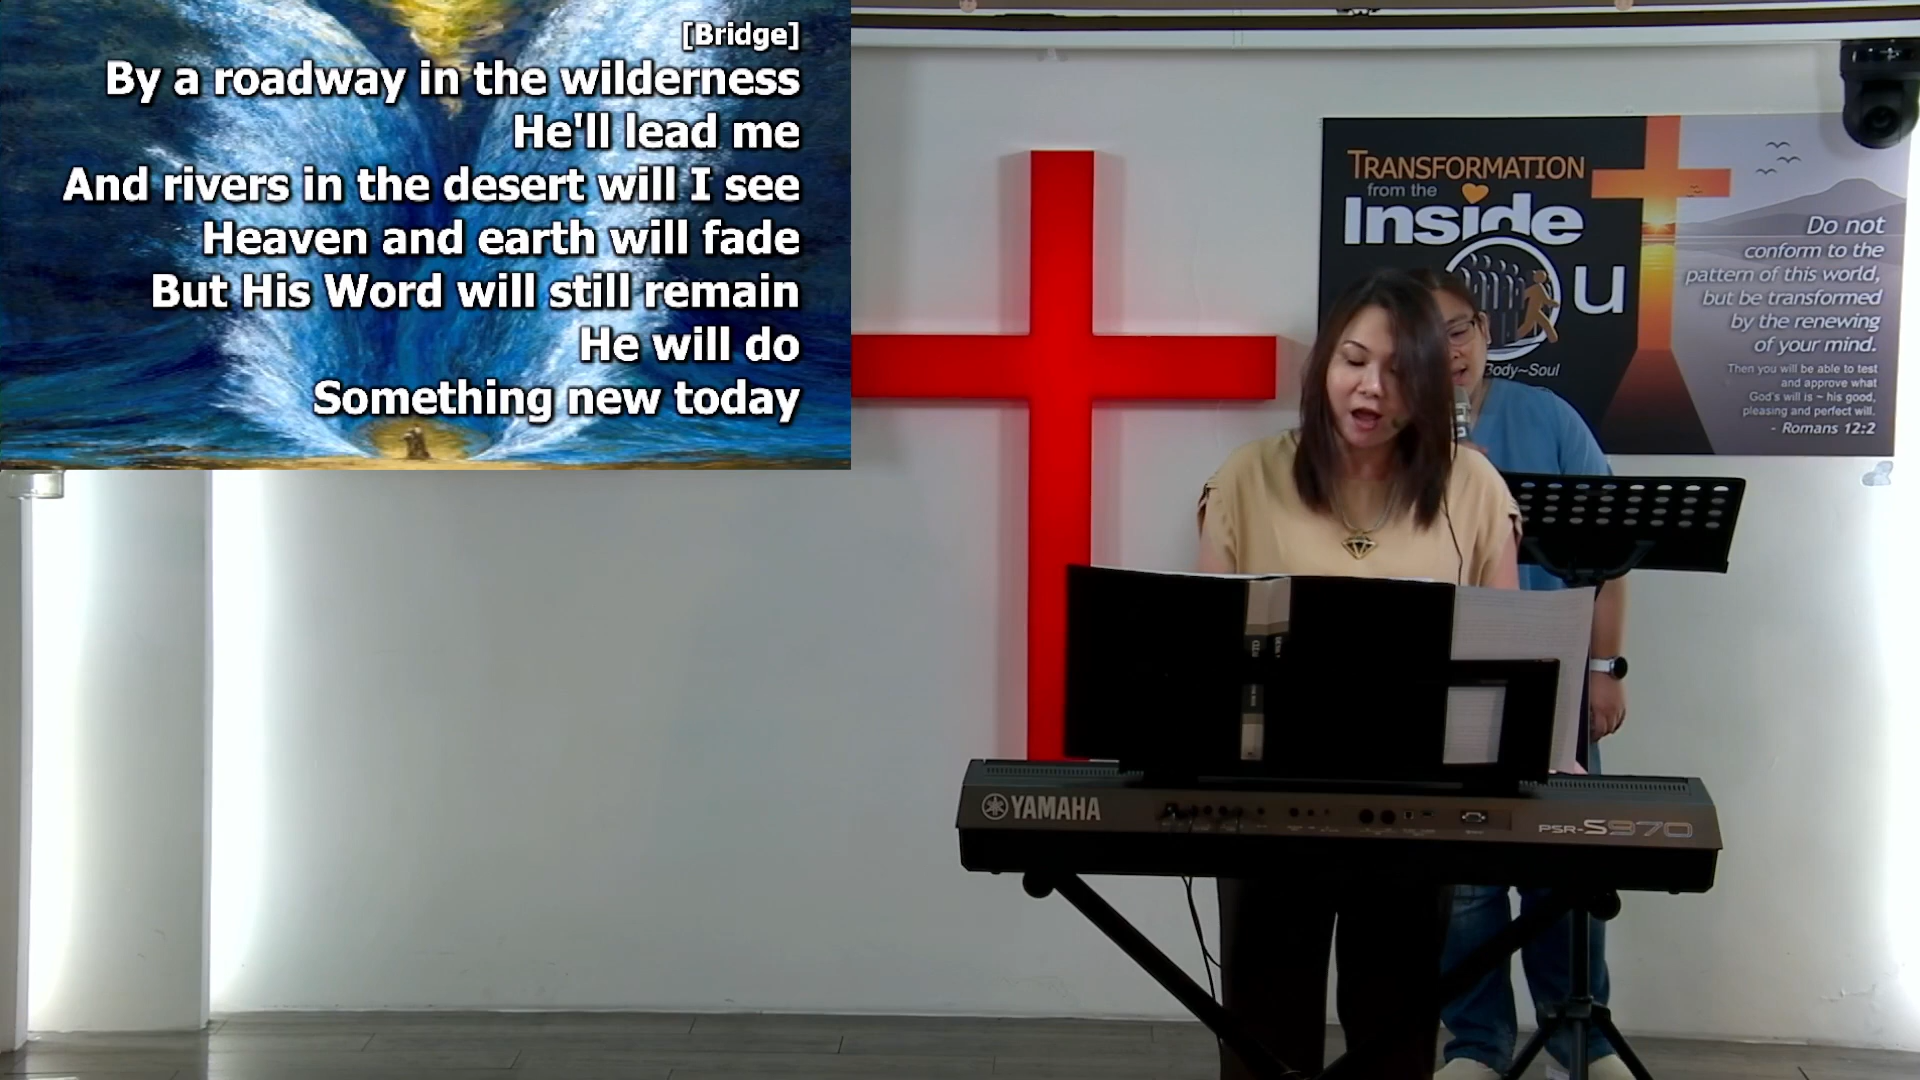 [Bridge]
By a roadway in the wilderness
He'll lead me
And rivers in the desert will I see
Heaven and earth will fade
But His Word will still remain
He will do
Something new today
TRANSFORMATION
from the
Inside
Ou
Body~Soul
Do not
conform to the
pattern of this world,
but be transformed
by the renewing
of your mind.
Then you will be able to test
and approve what
God's will is ~ his good,
pleasing and perfect will.
- Romans 12:2
YAMAHA
PSR-S970